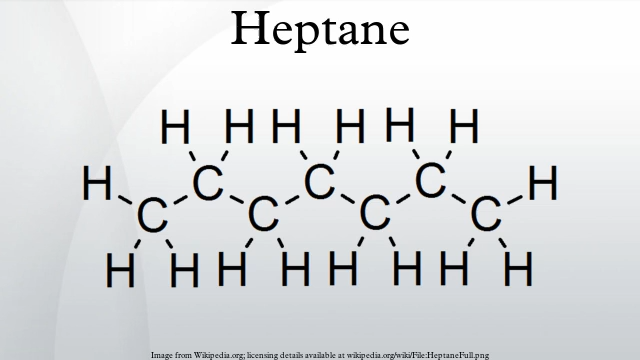 Heptane
H H H H H H
H C C C H
C C C C
H H H H H H H H
Image from Wikipedia.org; licensing details available at wikipedia.org/wiki/File:HeptaneFull.png